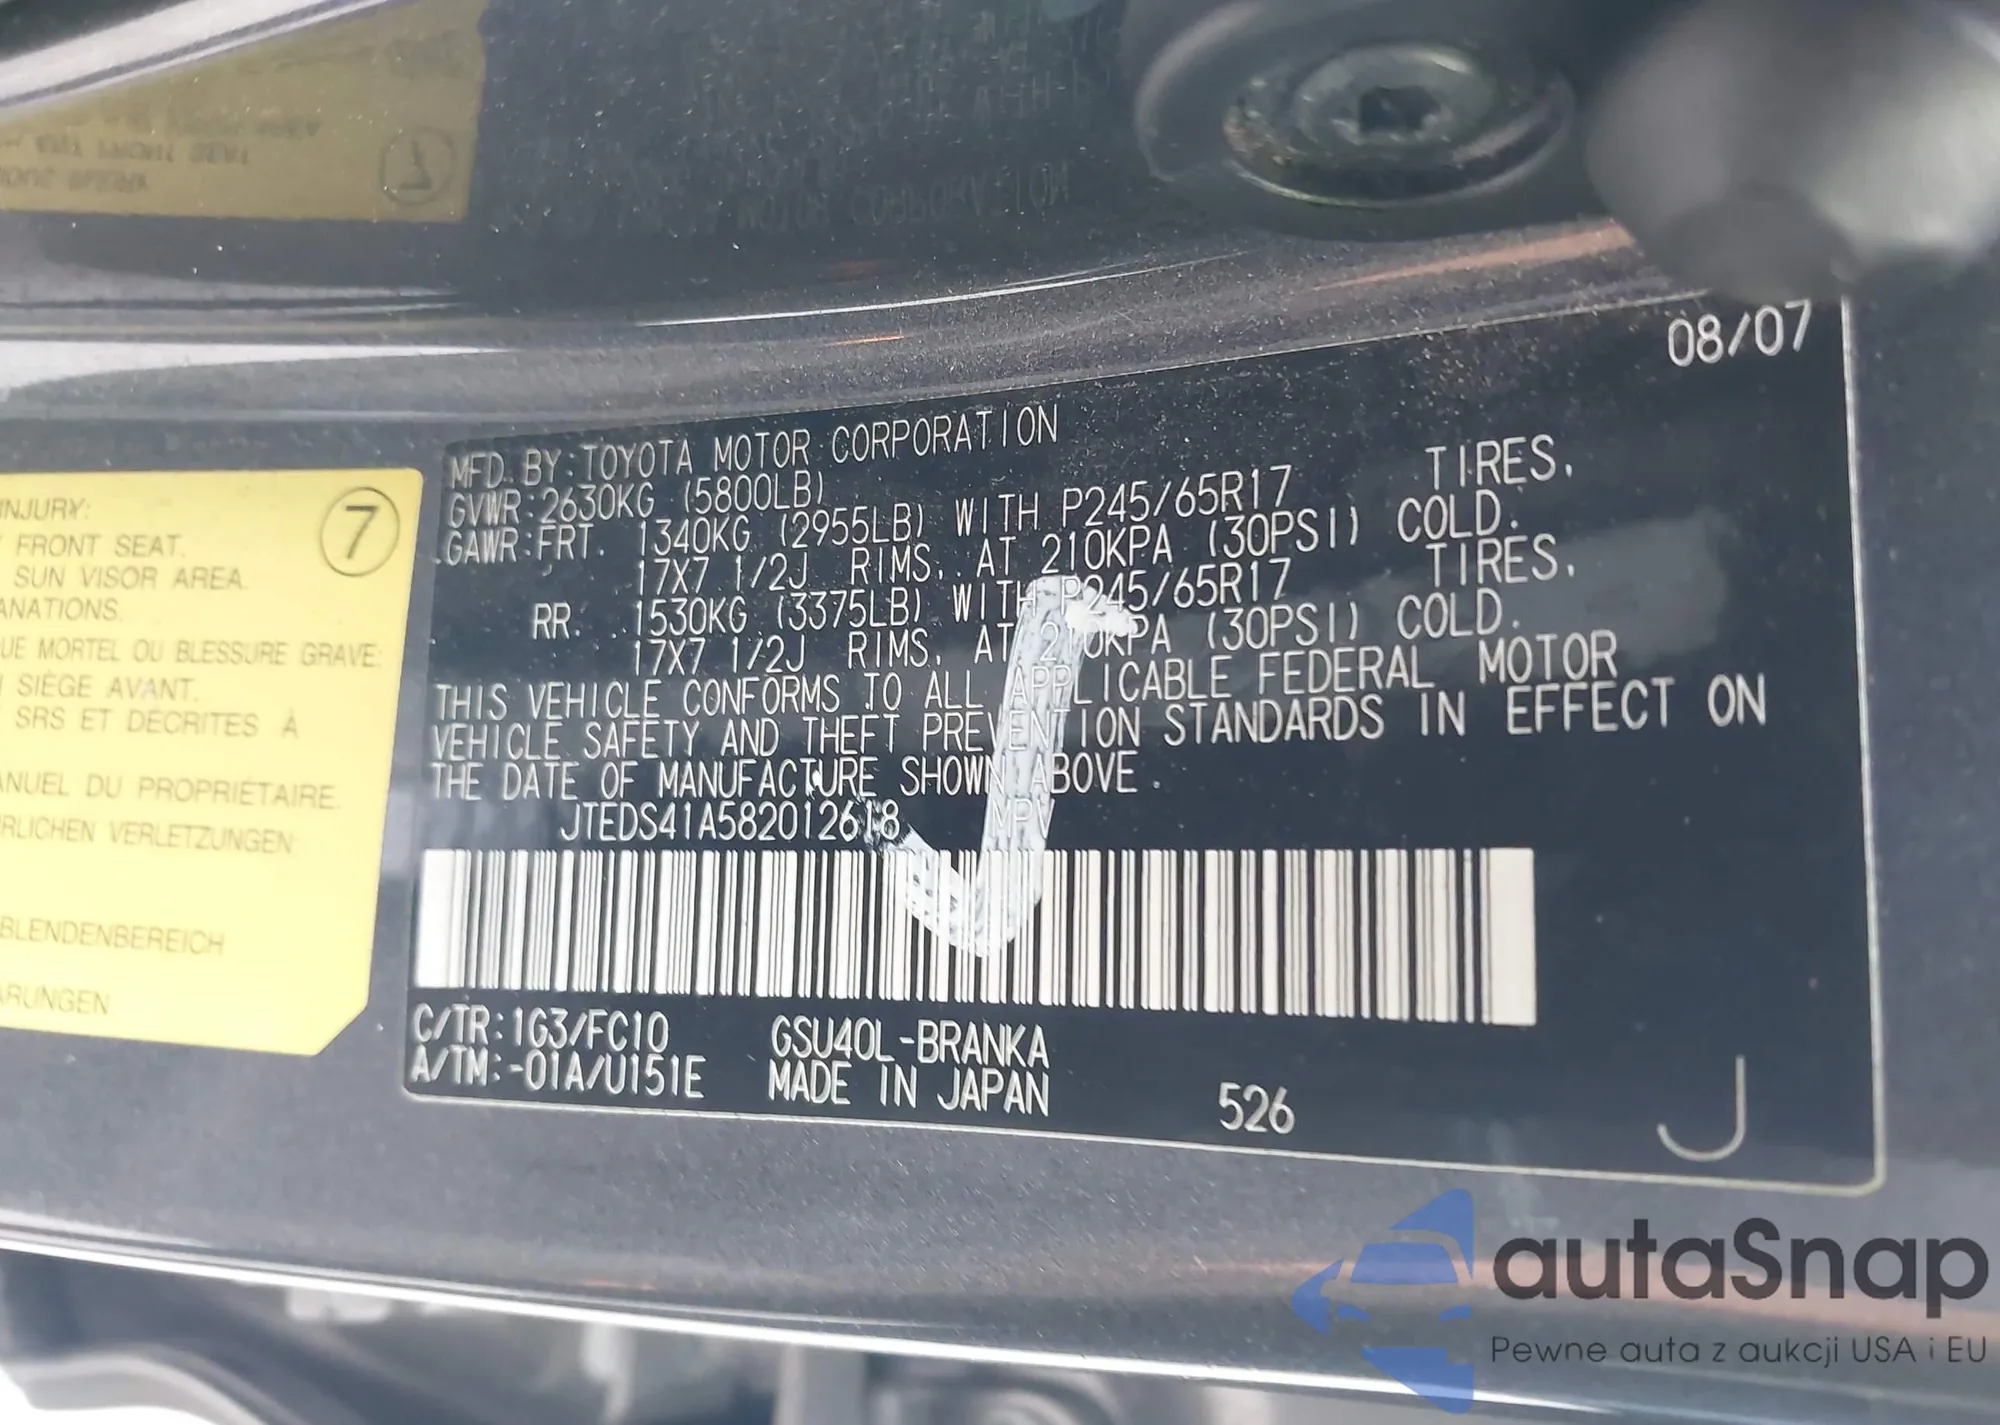 08/07
MFD. BY: TOYOTA MOTOR CORPORATION
GVWR: 2630KG (5800LB)
GAWR: FRT. 1340KG (2955LB) WITH P245/65R17 TIRES,
17X7 1/2J RIMS, AT 210KPA (30PSI) COLD.
RR. 1530KG (3375LB) WITH P245/65R17 TIRES,
17X7 1/2J RIMS, AT 210KPA (30PSI) COLD.
THIS VEHICLE CONFORMS TO ALL APPLICABLE FEDERAL MOTOR
VEHICLE SAFETY AND THEFT PREVENTION STANDARDS IN EFFECT ON
THE DATE OF MANUFACTURE SHOWN ABOVE.
JTEDS41A582012618 MPV
C/TR: 1G3/FC10 GSU40L-BRANKA
A/TM: -01A/U151E MADE IN JAPAN
526
J
INJURY:
7
FRONT SEAT.
SUN VISOR AREA.
ANATIONS.
UE MORTEL OU BLESSURE GRAVE:
SIÈGE AVANT.
SRS ET DÉCRITES À
ANUEL DU PROPRIÉTAIRE.
RLICHEN VERLETZUNGEN:
BLENDENBEREICH
ARUNGEN
autaSnap
Pewne auta z aukcji USA i EU